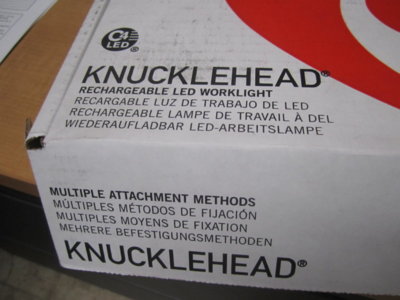 C4
LED®
KNUCKLEHEAD®
RECHARGEABLE LED WORKLIGHT
RECARGABLE LUZ DE TRABAJO DE LED
RECHARGEABLE LAMPE DE TRAVAIL À DEL
WIEDERAUFLADBAR LED-ARBEITSLAMPE
MULTIPLE ATTACHMENT METHODS
MÚLTIPLES MÉTODOS DE FIJACIÓN
MULTIPLES MOYENS DE FIXATION
MEHRERE BEFESTIGUNGSMETHODEN
KNUCKLEHEAD®